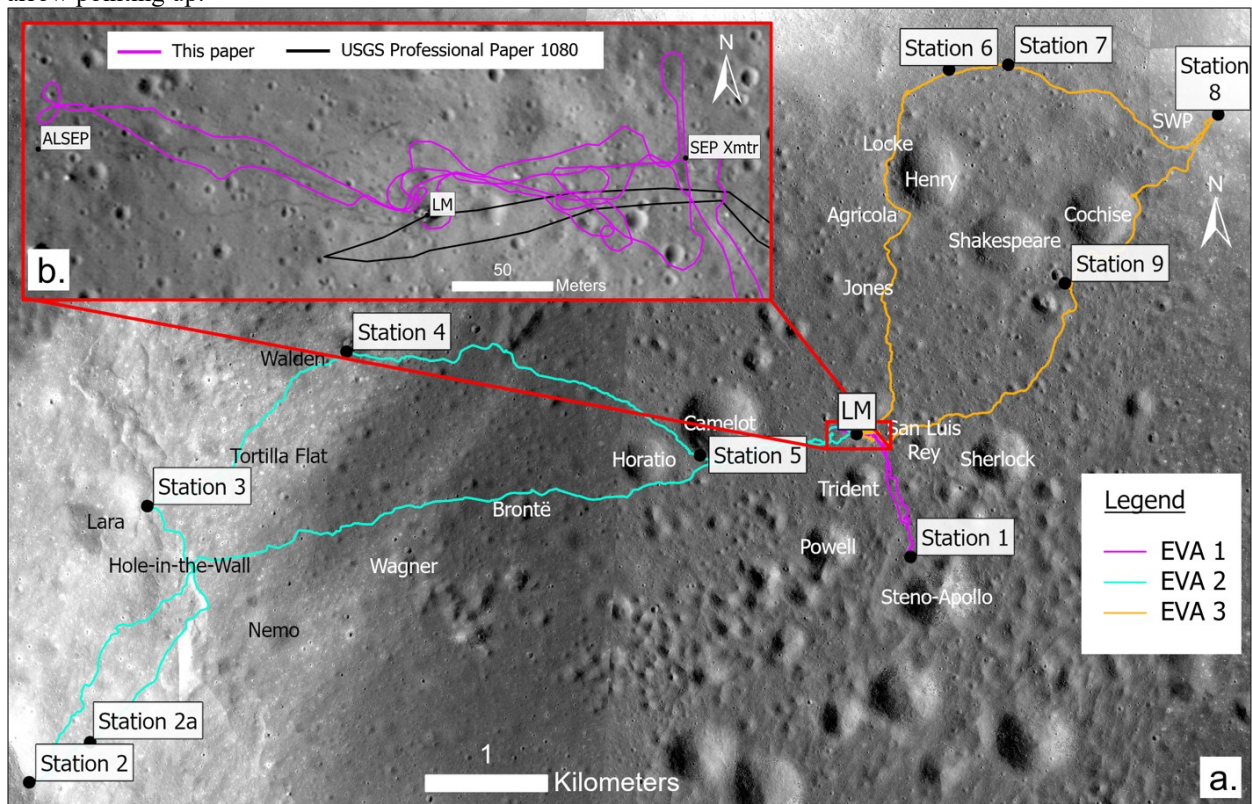 arrow pointing up.
This paper
USGS Professional Paper 1080
N
ALSEP
SEP Xmtr
LM
50
Meters
b.
Station 6
Station 7
Station
8
SWP
Locke
Henry
N
Agricola
Cochise
Shakespeare
Station 9
Jones
Station 4
Walden
LM
Camelot
San Luis
Rey
Horatio
Station 5
Sherlock
Tortilla Flat
Trident
Station 3
Brontë
Lara
Powell
Station 1
Hole-in-the-Wall
Wagner
Steno-Apollo
Nemo
Legend
EVA 1
EVA 2
EVA 3
Station 2a
Station 2
1
Kilometers
a.